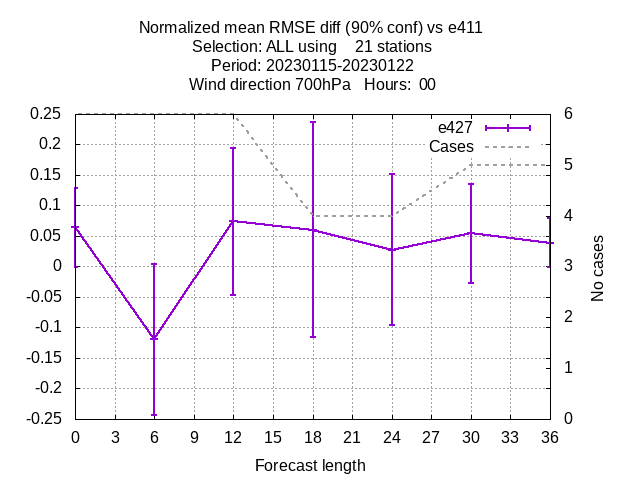 Normalized mean RMSE diff (90% conf) vs e411
Selection: ALL using    21 stations
Period: 20230115-20230122
Wind direction 700hPa   Hours:  00
e427
Cases
0.25
0.2
0.15
0.1
0.05
0
-0.05
-0.1
-0.15
-0.2
-0.25
6
5
4
3
2
1
0
No cases
0 3 6 9 12 15 18 21 24 27 30 33 36
Forecast length